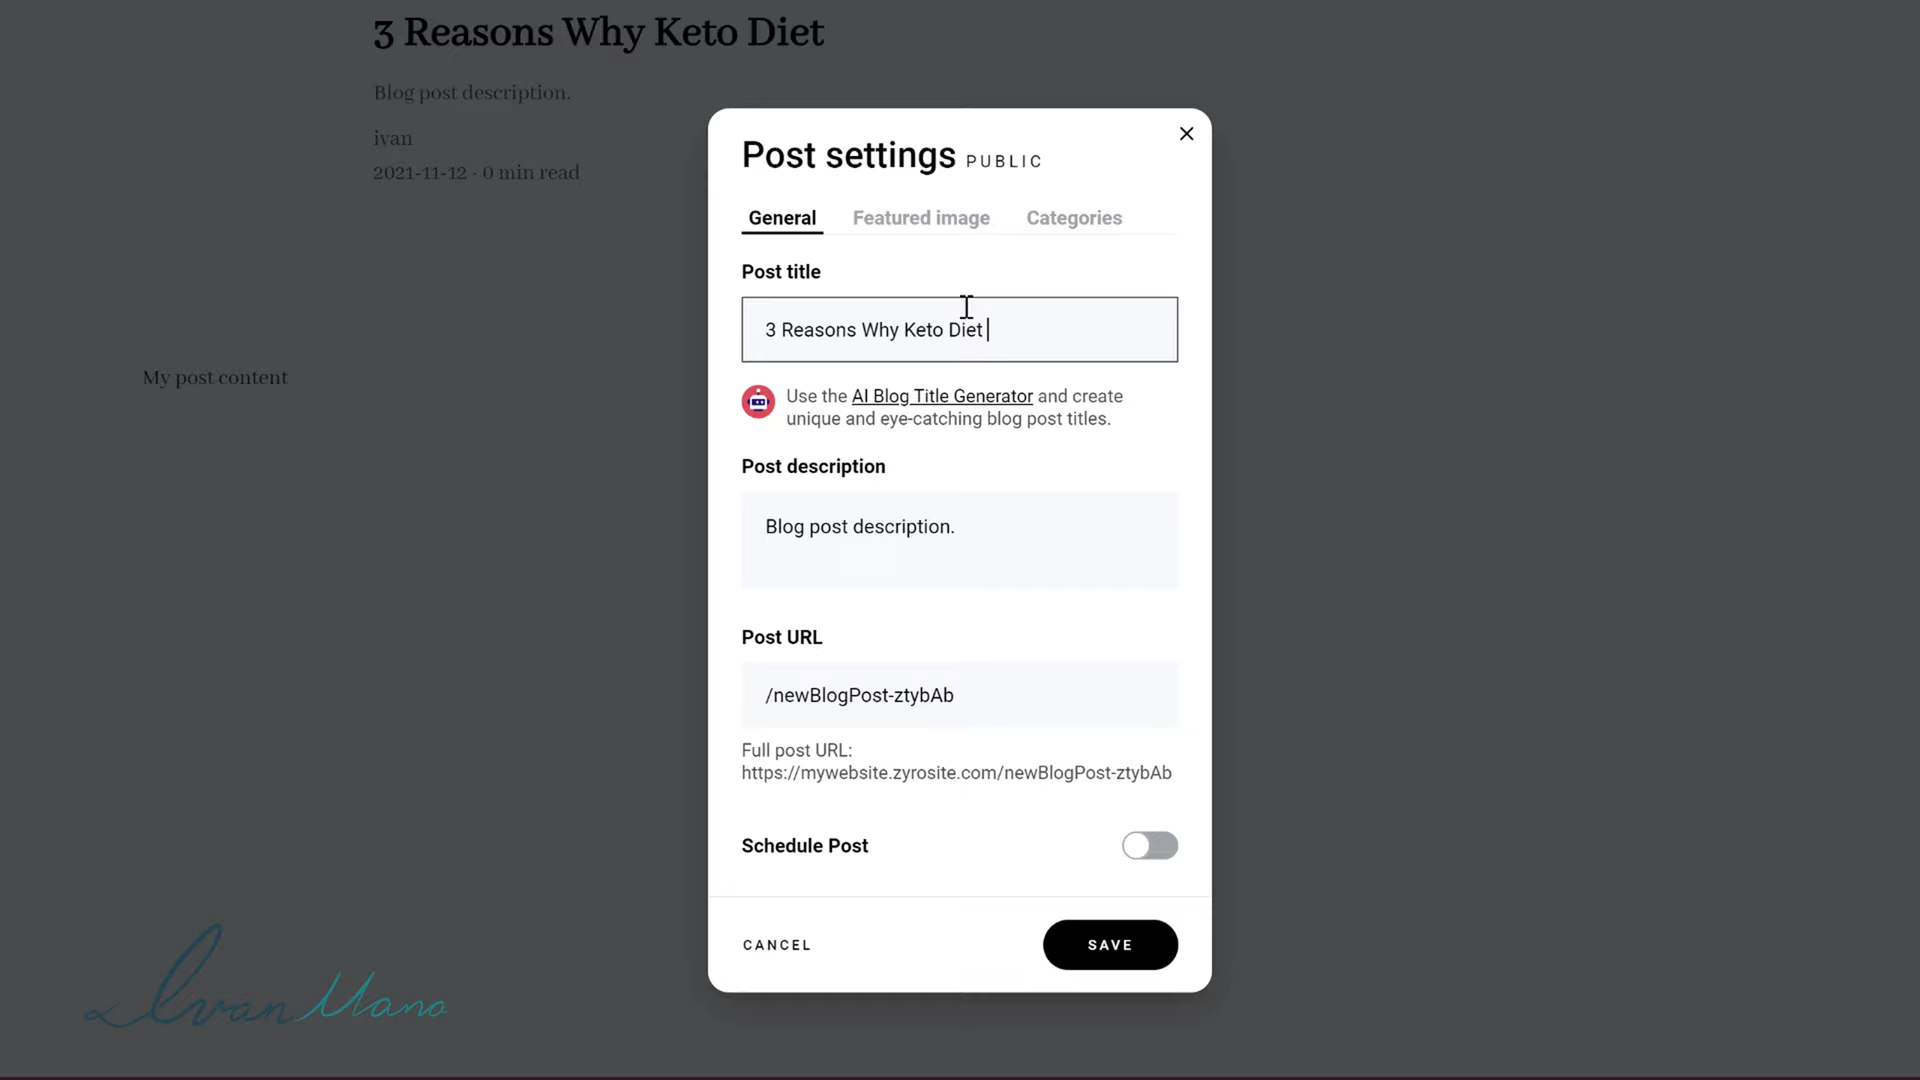 3 Reasons Why Keto Diet
Blog post description.
ivan
2021-11-12 · 0 min read
My post content
Post settings PUBLIC
General Featured image Categories
Post title
3 Reasons Why Keto Diet
Use the AI Blog Title Generator and create
unique and eye-catching blog post titles.
Post description
Blog post description.
Post URL
/newBlogPost-ztybAb
Full post URL:
https://mywebsite.zyrosite.com/newBlogPost-ztybAb
Schedule Post
CANCEL SAVE
Ivan Mana